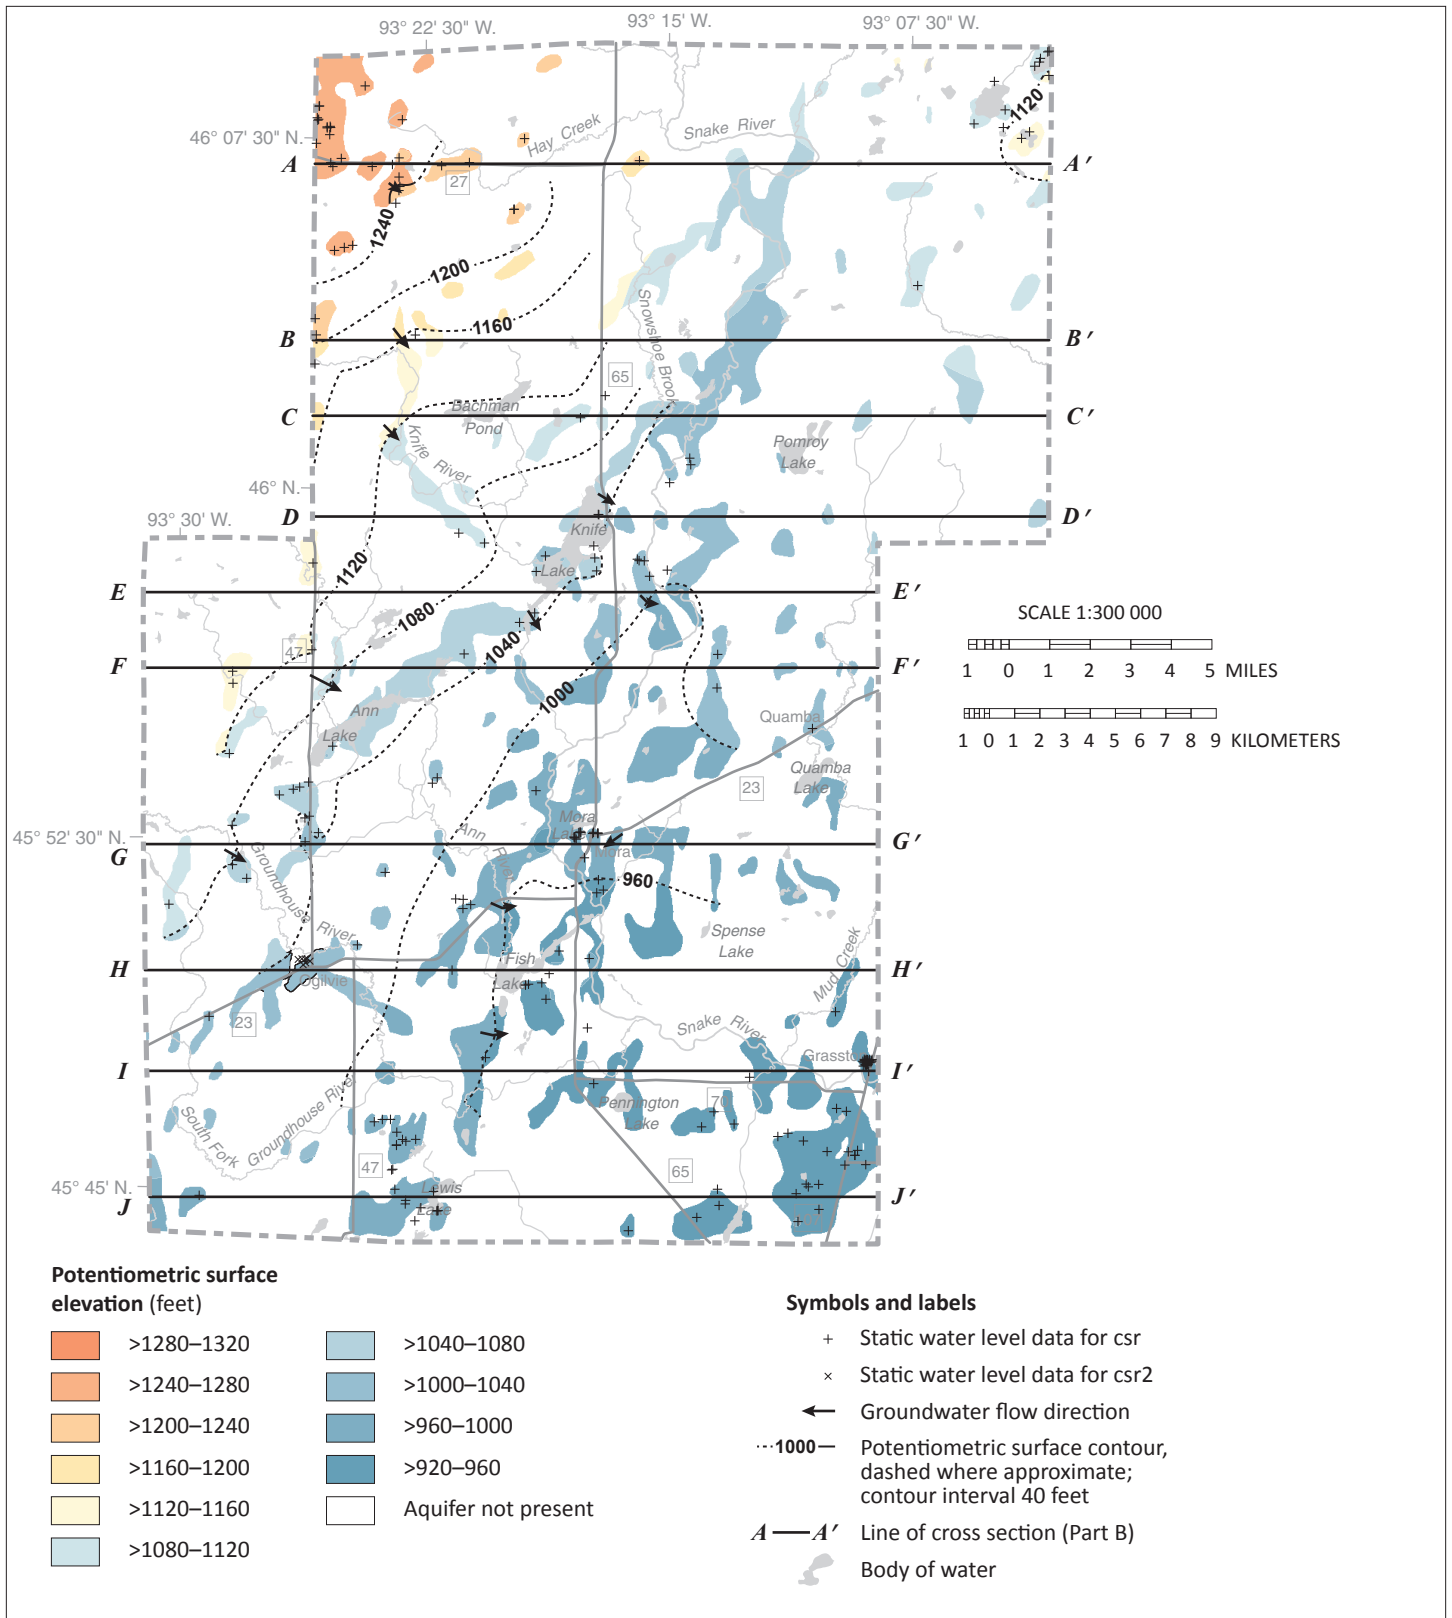 93° 22' 30" W.
93° 15' W.
93° 07' 30" W.
46° 07' 30" N.
Hay Creek
Snake River
1120
A
A'
27
1240
1200
1160
Snowshoe Brook
B
B'
65
Bachman
Pond
C
C'
Knife River
Pomroy
Lake
46° N.
D
D'
93° 30' W.
Knife
Lake
1120
E
E'
1080
1040
47
F
F'
1000
Ann
Lake
Quamba
Quamba
Lake
23
45° 52' 30" N.
Mora
Lake
G
G'
Mora
Ann River
Groundhouse River
960
Spense
Lake
Mud Creek
H
H'
Fish
Lake
Ogilvie
23
Snake River
Grassto
I
I'
Pennington
Lake
70
South Fork Groundhouse River
47
65
45° 45' N.
J
J'
Lewis
Lake
SCALE 1:300 000
1 0 1 2 3 4 5 MILES
1 0 1 2 3 4 5 6 7 8 9 KILOMETERS
Potentiometric surface
elevation (feet)
>1280–1320
>1240–1280
>1200–1240
>1160–1200
>1120–1160
>1080–1120
>1040–1080
>1000–1040
>960–1000
>920–960
Aquifer not present
Symbols and labels
Static water level data for csr
Static water level data for csr2
Groundwater flow direction
1000
Potentiometric surface contour,
dashed where approximate;
contour interval 40 feet
A A' Line of cross section (Part B)
Body of water